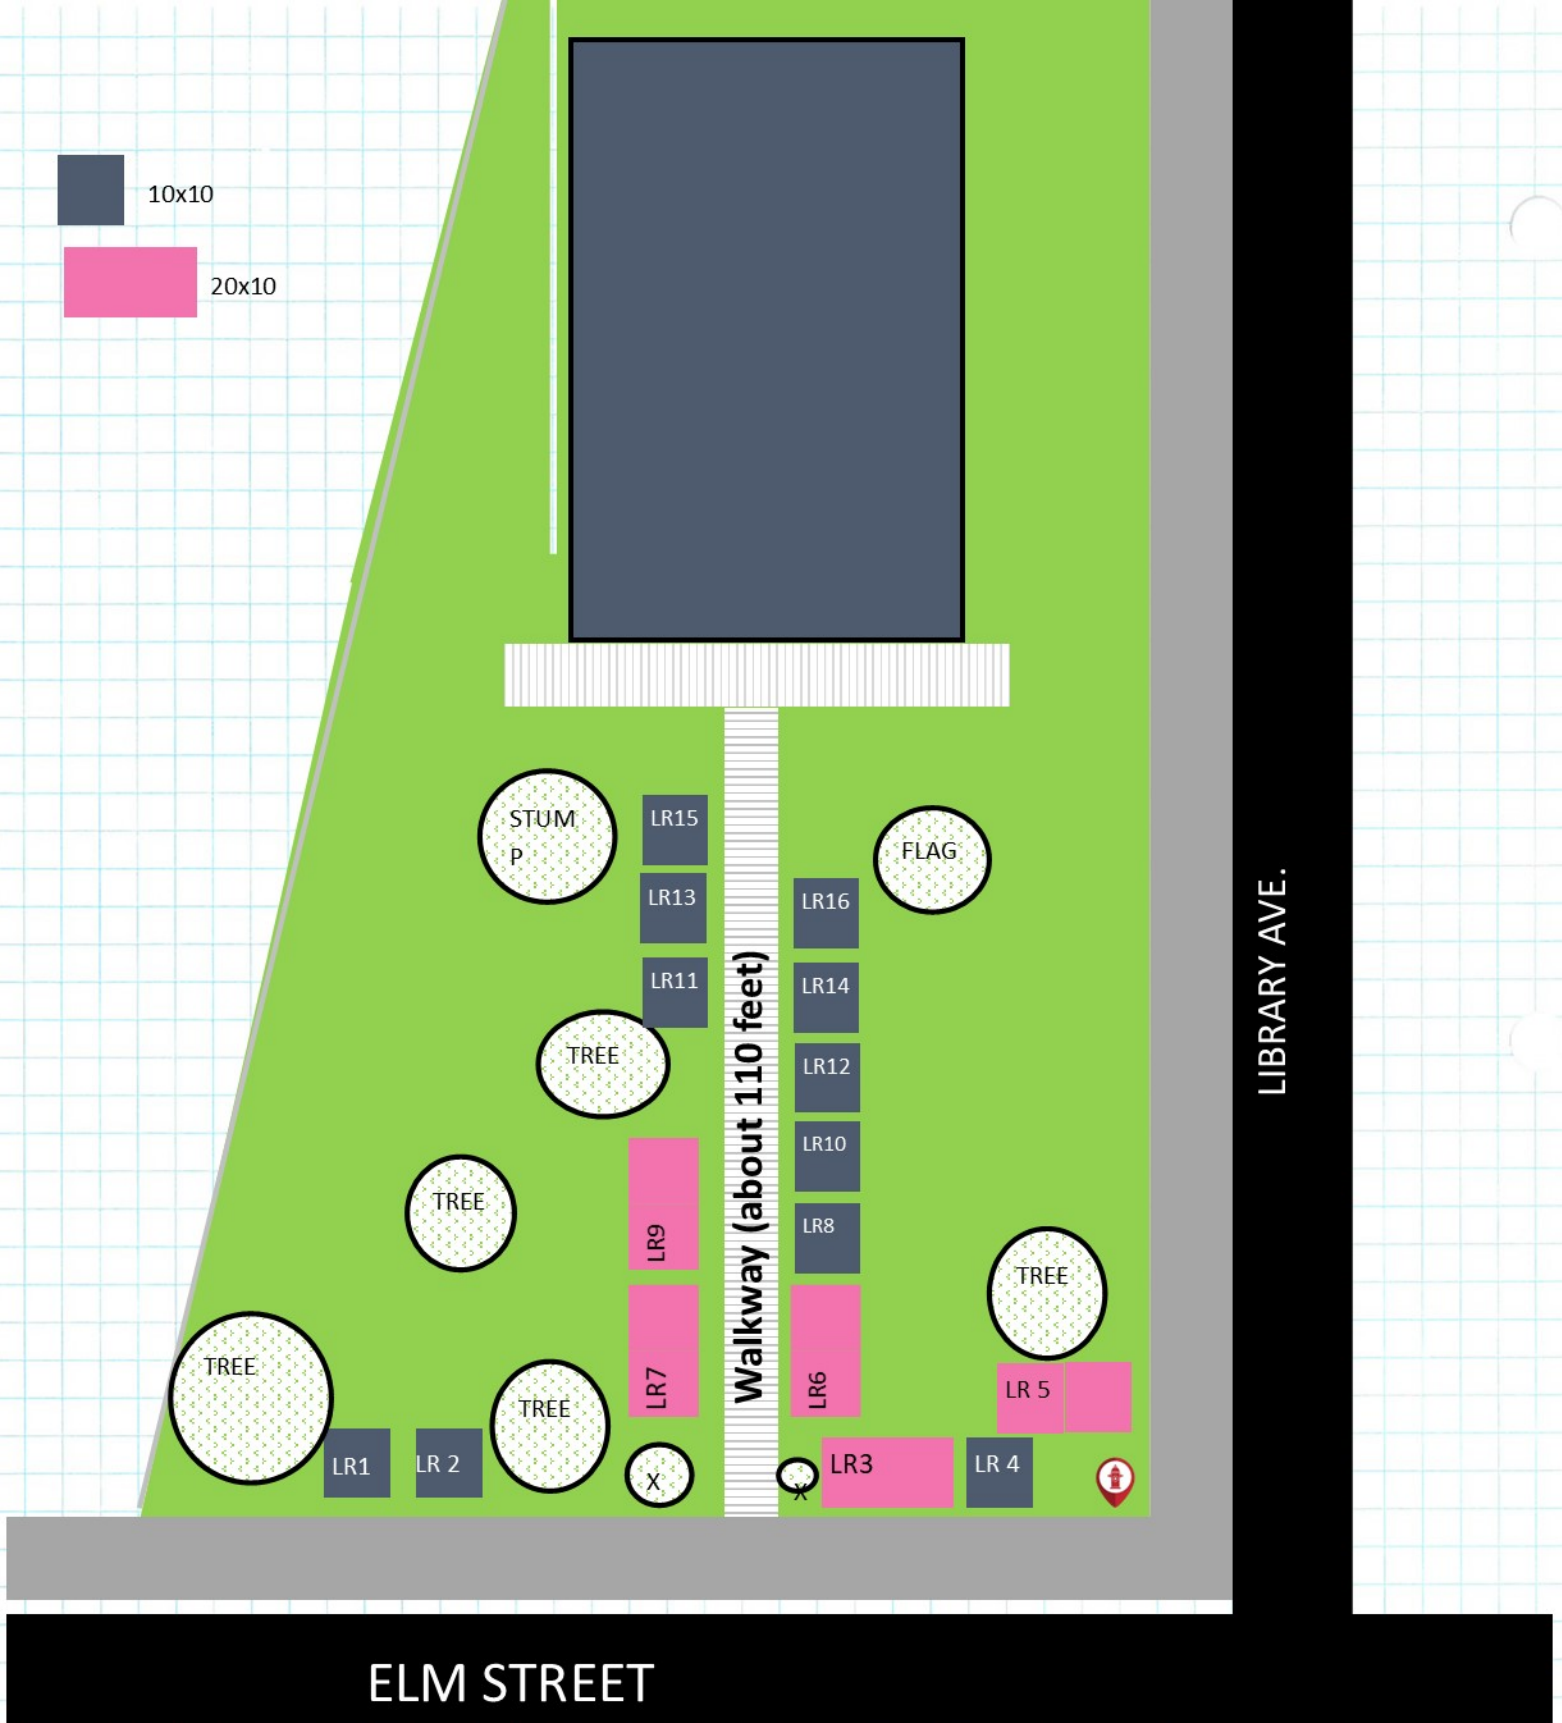 10x10
20x10
STUM
P
LR15
FLAG
LR13
LR16
LR11
LR14
TREE
LR12
LR10
TREE
LR9
LR8
Walkway (about 110 feet)
LIBRARY AVE.
TREE
TREE
TREE
LR7
LR6
LR 5
LR1
LR 2
X
X
LR3
LR 4
ELM STREET